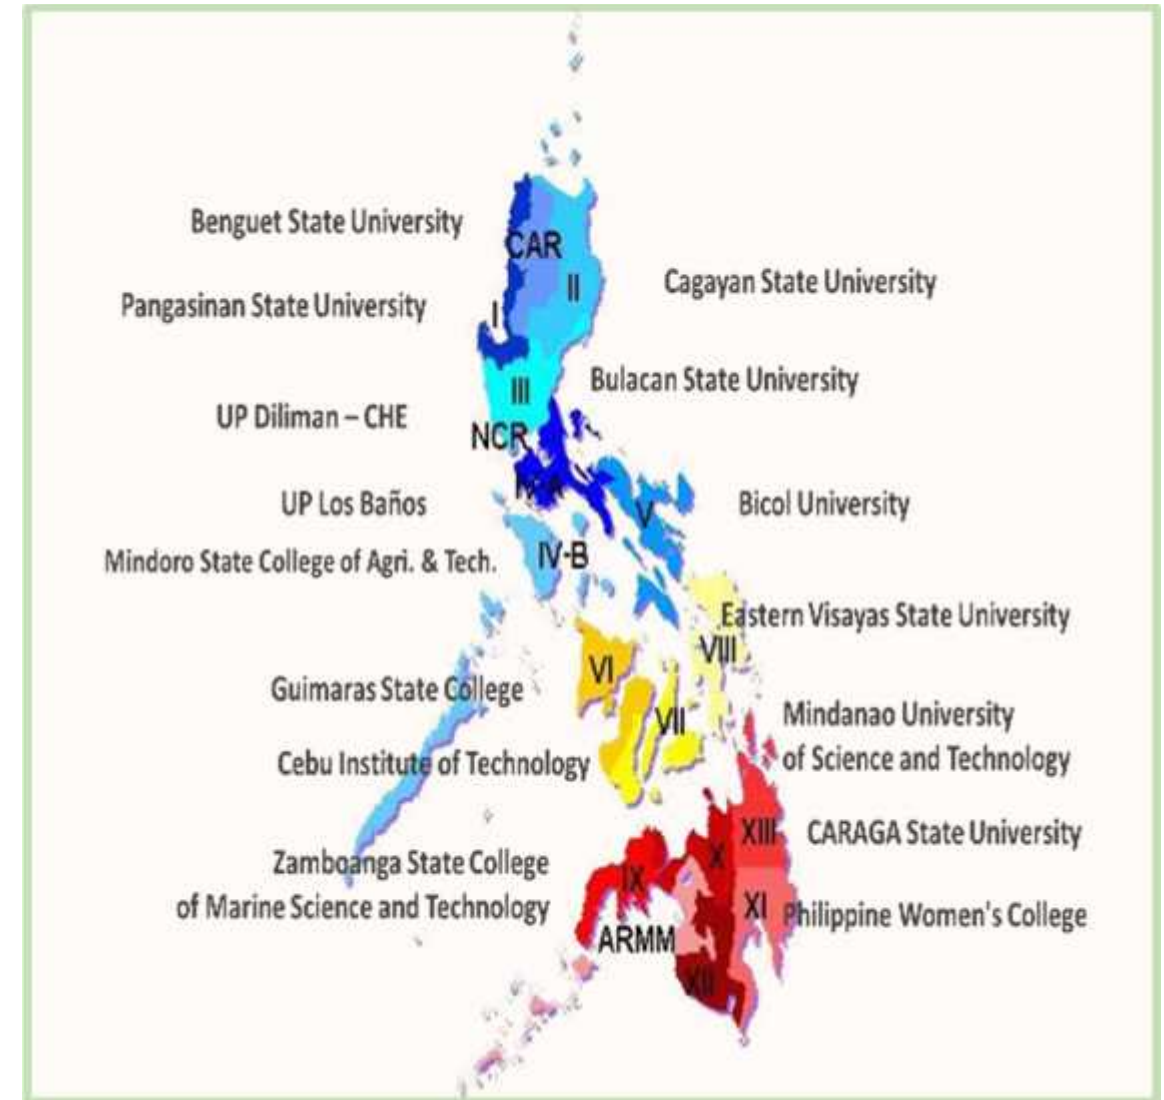 Benguet State University
CAR
Cagayan State University
II
Pangasinan State University
I
Bulacan State University
III
UP Diliman – CHE
NCR
UP Los Baños
V
Bicol University
Mindoro State College of Agri. & Tech.
IV-B
Eastern Visayas State University
VIII
VI
Guimaras State College
VII
Mindanao University
of Science and Technology
Cebu Institute of Technology
XIII
CARAGA State University
X
Zamboanga State College
of Marine Science and Technology
IX
XI
Philippine Women's College
ARMM
XII